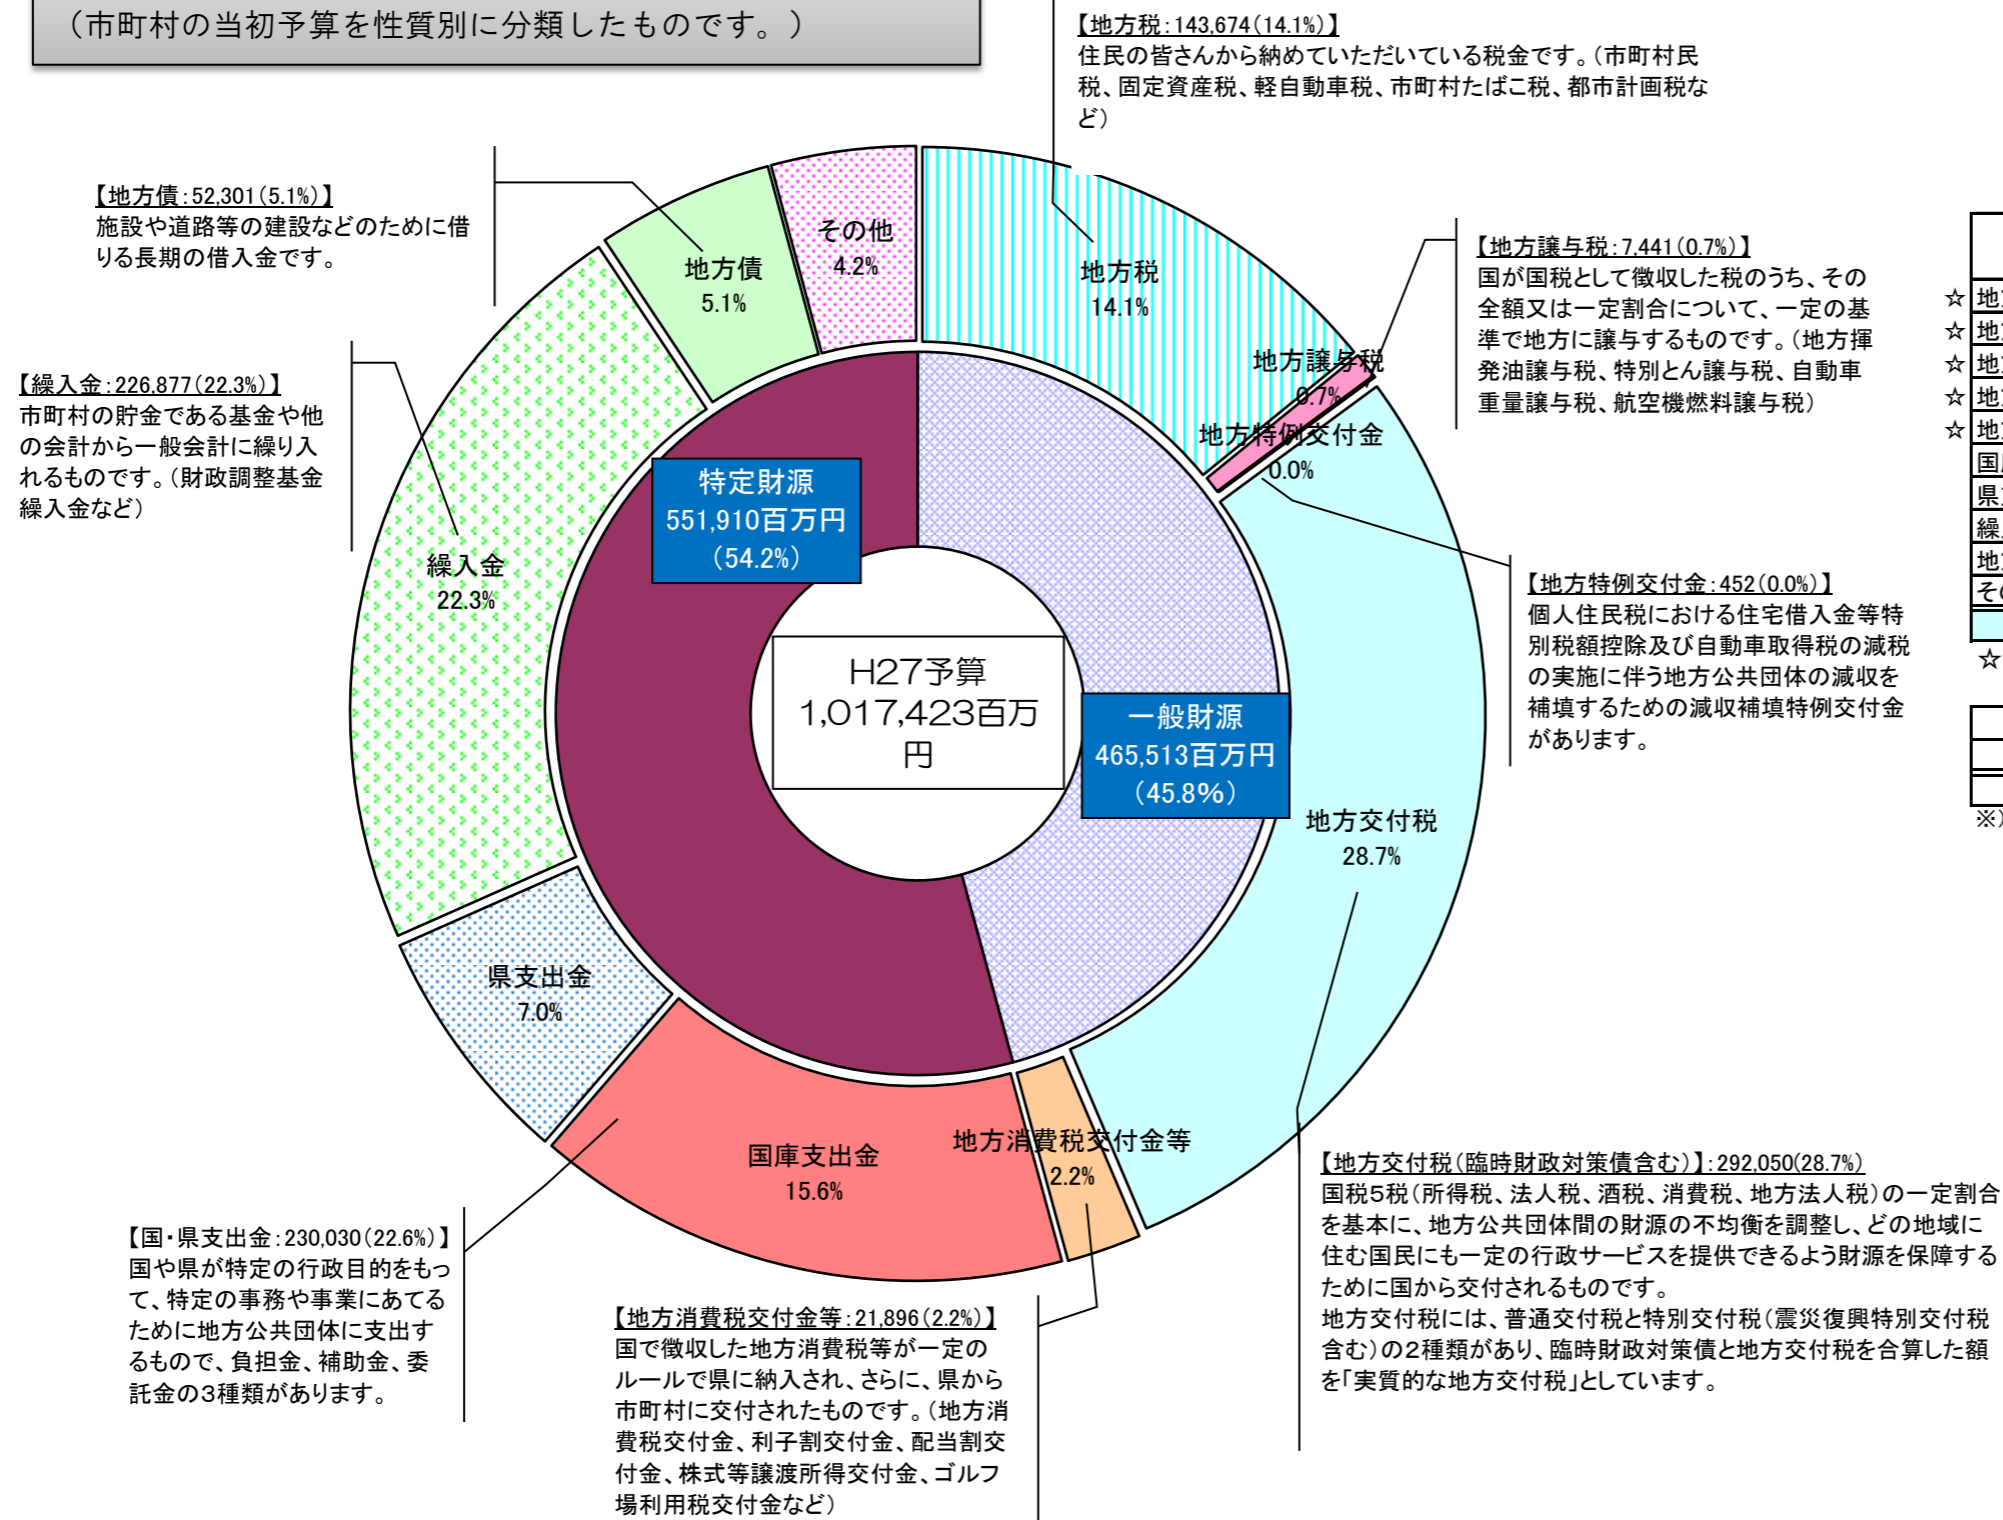 （市町村の当初予算を性質別に分類したものです。）
【地方税：143,674(14.1%)】
住民の皆さんから納めていただいている税金です。（市町村民
税、固定資産税、軽自動車税、市町村たばこ税、都市計画税な
ど）
【地方債：52,301(5.1%)】
施設や道路等の建設などのために借
りる長期の借入金です。
【繰入金：226,877(22.3%)】
市町村の貯金である基金や他
の会計から一般会計に繰り入
れるものです。（財政調整基金
繰入金など）
その他
4.2%
地方債
5.1%
地方税
14.1%
地方譲与税
0.7%
地方特例交付金
0.0%
【地方譲与税：7,441(0.7%)】
国が国税として徴収した税のうち、その
全額又は一定割合について、一定の基
準で地方に譲与するものです。（地方揮
発油譲与税、特別とん譲与税、自動車
重量譲与税、航空機燃料譲与税）
特定財源
551,910百万円
（54.2%）
繰入金
22.3%
H27予算
1,017,423百万
円
一般財源
465,513百万円
（45.8%）
【地方特例交付金：452(0.0%)】
個人住民税における住宅借入金等特
別税額控除及び自動車取得税の減税
の実施に伴う地方公共団体の減収を
補填するための減収補填特例交付金
があります。
地方交付税
28.7%
県支出金
7.0%
国庫支出金
15.6%
地方消費税交付金等
2.2%
【国・県支出金：230,030(22.6%)】
国や県が特定の行政目的をもっ
て、特定の事務や事業にあてる
ために地方公共団体に支出す
るもので、負担金、補助金、委
託金の3種類があります。
【地方消費税交付金等：21,896(2.2%)】
国で徴収した地方消費税等が一定の
ルールで県に納入され、さらに、県から
市町村に交付されたものです。（地方消
費税交付金、利子割交付金、配当割交
付金、株式等譲渡所得交付金、ゴルフ
場利用税交付金など）
【地方交付税（臨時財政対策債含む）】：292,050(28.7%)
国税5税（所得税、法人税、酒税、消費税、地方法人税）の一定割合
を基本に、地方公共団体間の財源の不均衡を調整し、どの地域に
住む国民にも一定の行政サービスを提供できるよう財源を保障する
ために国から交付されるものです。
地方交付税には、普通交付税と特別交付税（震災復興特別交付税
含む）の2種類があり、臨時財政対策債と地方交付税を合算した額
を「実質的な地方交付税」としています。
☆ 地
☆ 地
☆ 地
☆ 地
☆ 地
国
県
繰
地
そ
☆
※）